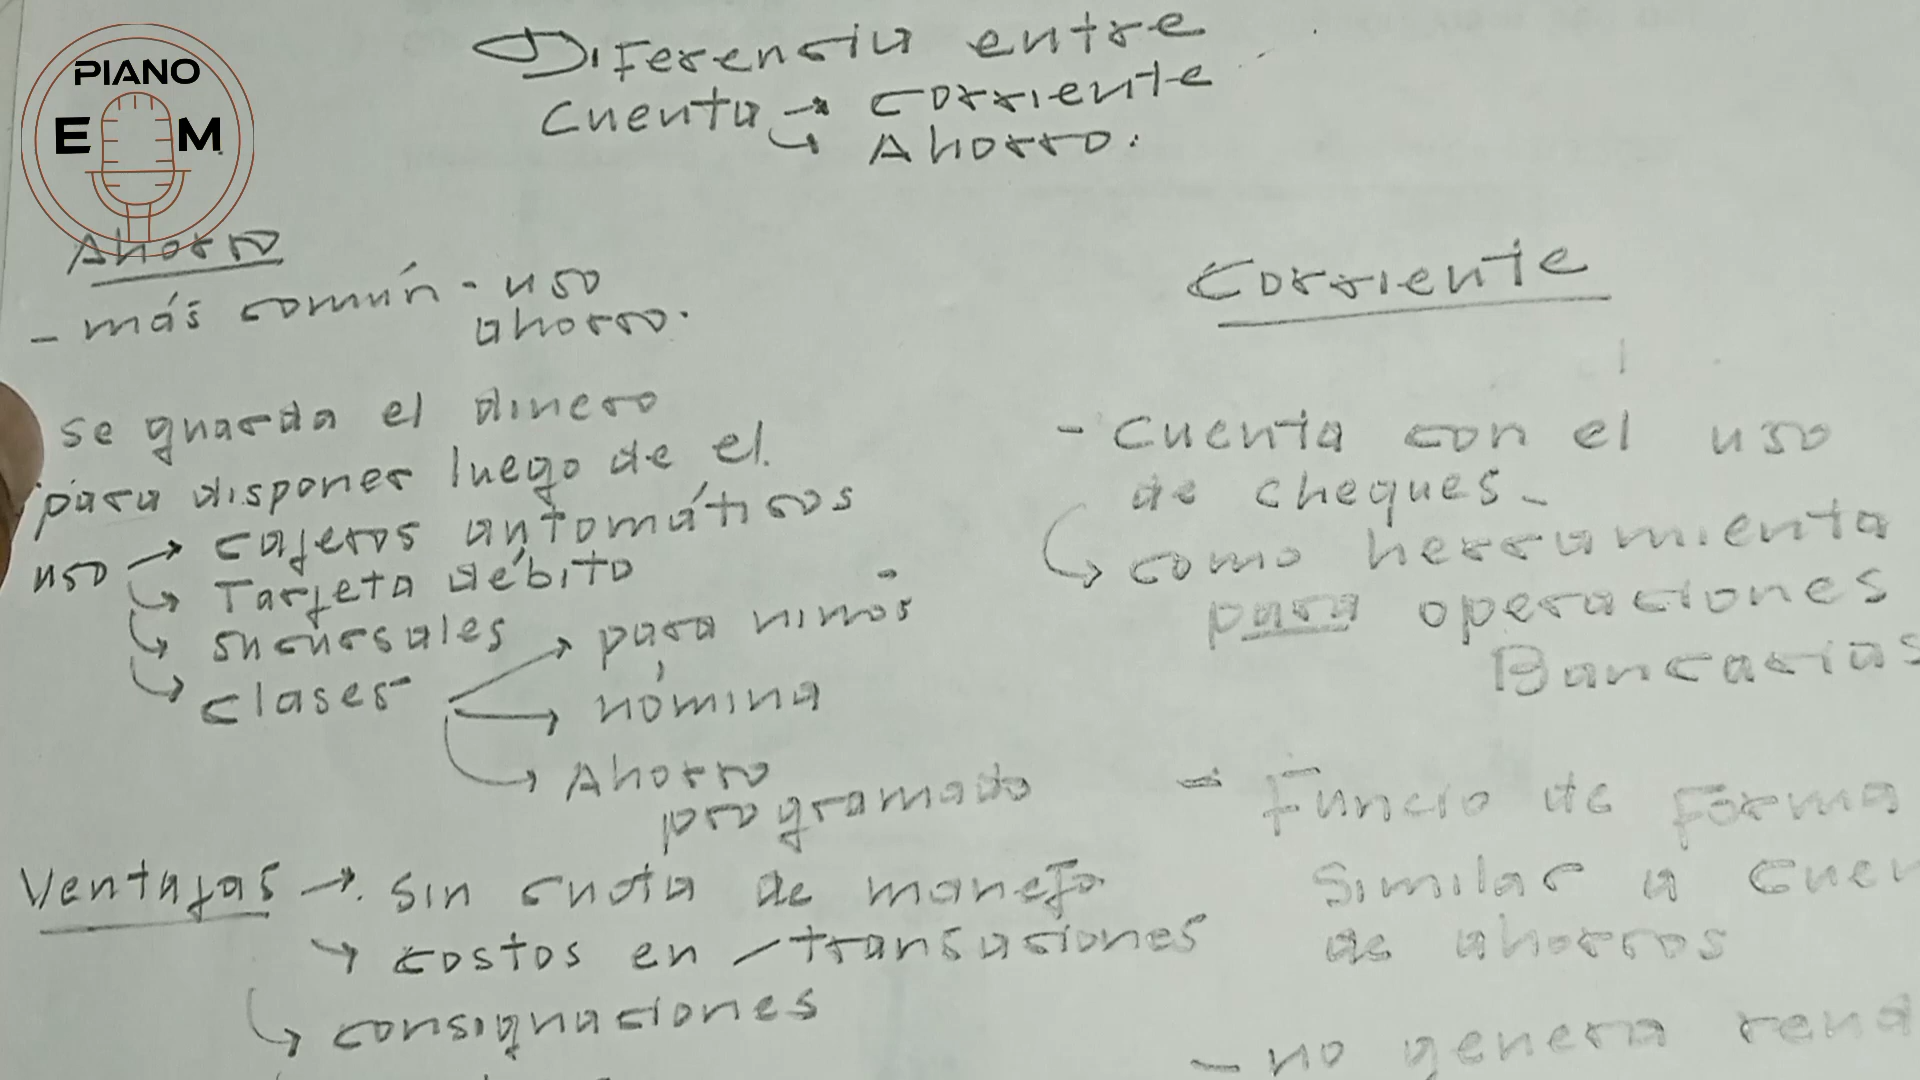 PIANO
E M
Diferencia entre
Cuenta → Corriente
↳ Ahorro.
Ahorro
- más común - uso
ahorro.
se guarda el dinero
para disponer luego de el.
uso → cajeros automáticos
↳ Tarjeta débito
↳ sucursales
↳ clases → para niños
→ nómina
→ Ahorro
programado
Ventajas → sin cuota de manejo
↳ costos en transaciones
↳ consignaciones
Corriente
- Cuenta con el uso
de cheques -
↳ como herramienta
para operaciones
Bancarias
- Funcio de forma
similar a cuen
de ahorros
- no genera rend